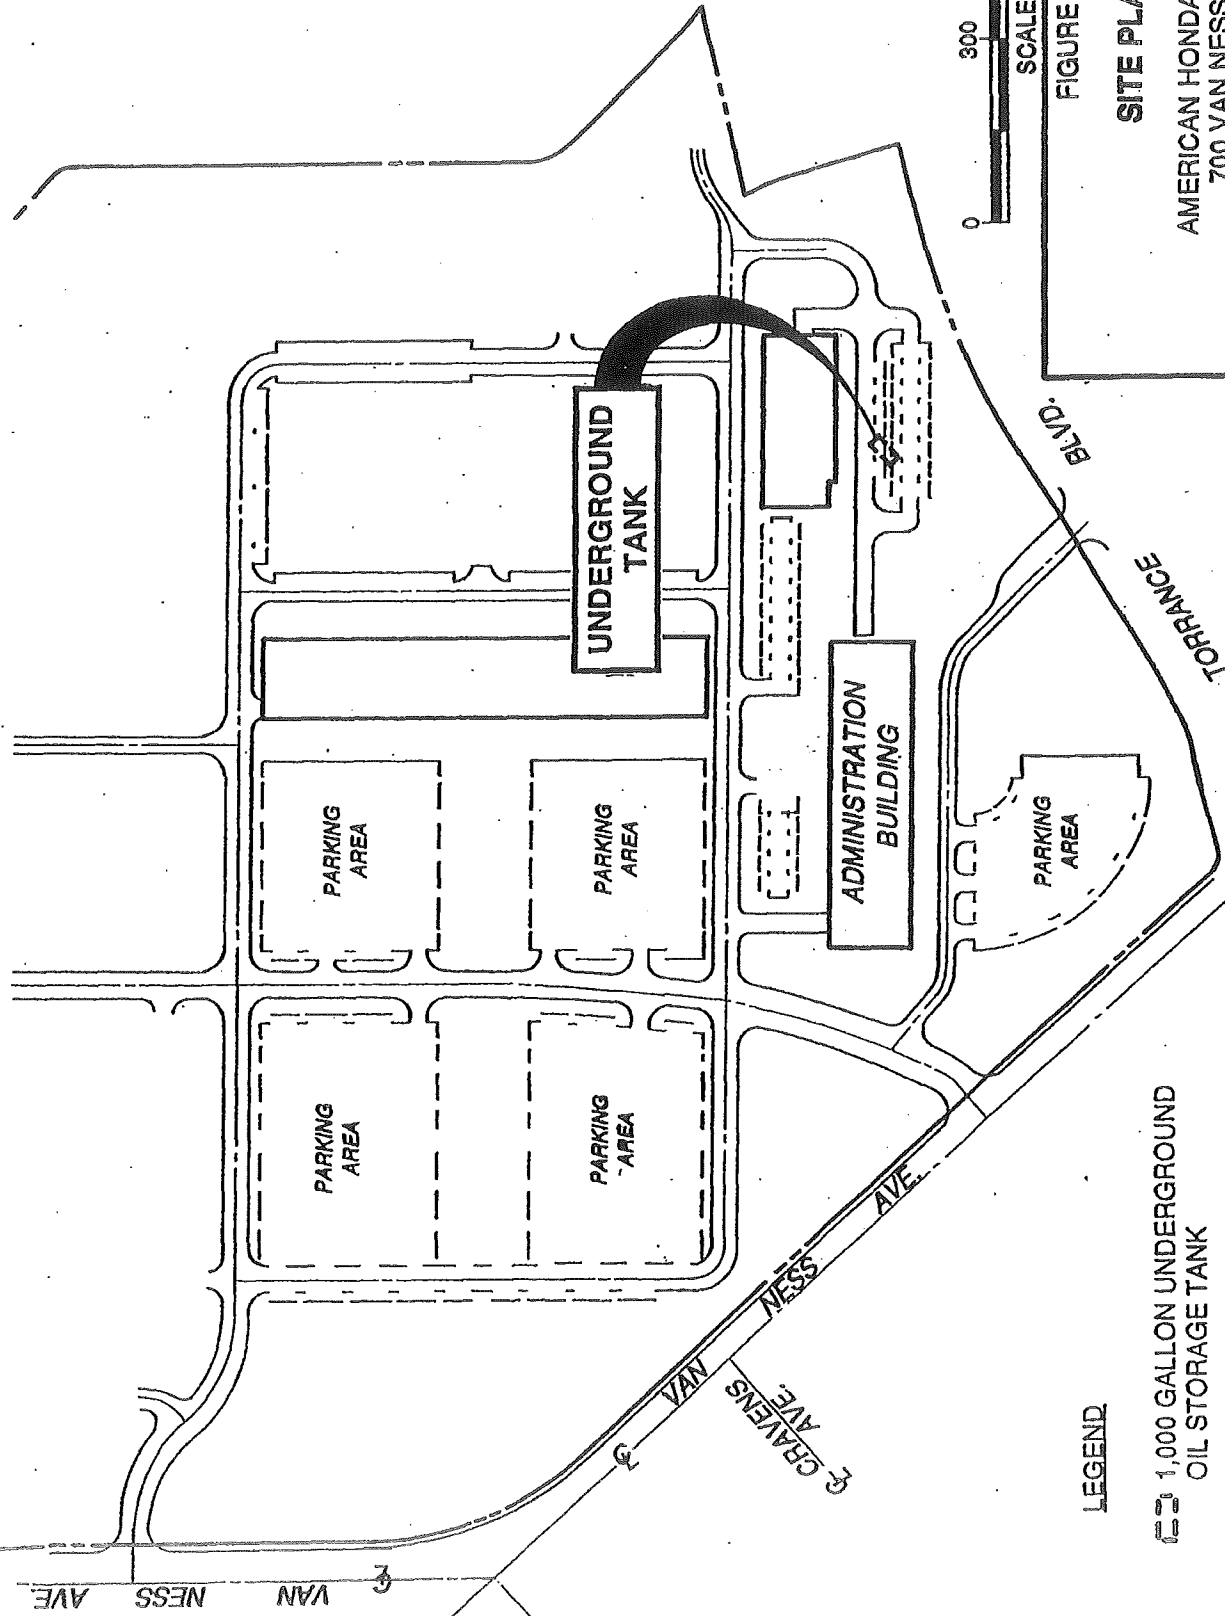 VAN NESS AVE.
℄
℄
CRAVENS
AVE.
℄
VAN NESS AVE.
PARKING
AREA
PARKING
AREA
PARKING
AREA
PARKING
AREA
UNDERGROUND
TANK
ADMINISTRATION
BUILDING
PARKING
AREA
TORRANCE BLVD.
LEGEND
1,000 GALLON UNDERGROUND
OIL STORAGE TANK
0 300
SCALE
FIGURE
SITE PLA
AMERICAN HONDA
700 VAN NESS